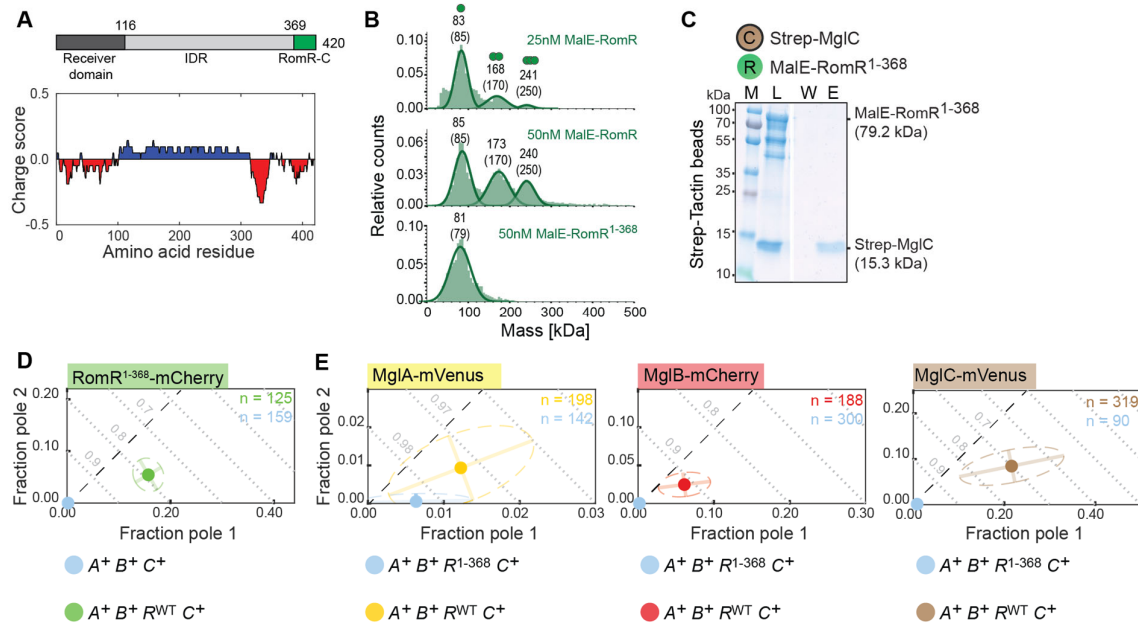 A
116
369
420
Receiver domain
IDR
RomR-C
Charge score
0.5
0.0
-0.5
0
100
200
300
400
Amino acid residue
B
Relative counts
0.10
0.05
0.00
83
(85)
168
(170)
241
(250)
25nM MalE-RomR
0.06
0.03
0.00
85
(85)
173
(170)
240
(250)
50nM MalE-RomR
0.10
0.05
0.00
81
(79)
50nM MalE-RomR1-368
0
100
200
300
400
500
Mass [kDa]
C
C Strep-MglC
R MalE-RomR1-368
kDa M L W E
Strep-Tactin beads
100
70
55
35
25
15
10
MalE-RomR1-368
(79.2 kDa)
Strep-MglC
(15.3 kDa)
D
RomR1-368-mCherry
n = 125
n = 159
0.7
0.8
0.9
Fraction pole 2
0.20
0.10
0.00
0.00
0.20
0.40
Fraction pole 1
A+ B+ C+
A+ B+ RWT C+
E
MglA-mVenus
n = 198
n = 142
0.97
0.98
Fraction pole 2
0.02
0.01
0.00
0.00
0.01
0.02
0.03
Fraction pole 1
A+ B+ R1-368 C+
A+ B+ RWT C+
MglB-mCherry
n = 188
n = 300
0.8
0.9
0.10
0.05
0.00
0.00
0.10
0.20
0.30
Fraction pole 1
A+ B+ R1-368 C+
A+ B+ RWT C+
MglC-mVenus
n = 319
n = 90
0.7
0.8
0.9
0.20
0.10
0.00
0.00
0.20
0.40
Fraction pole 1
A+ B+ R1-368 C+
A+ B+ RWT C+